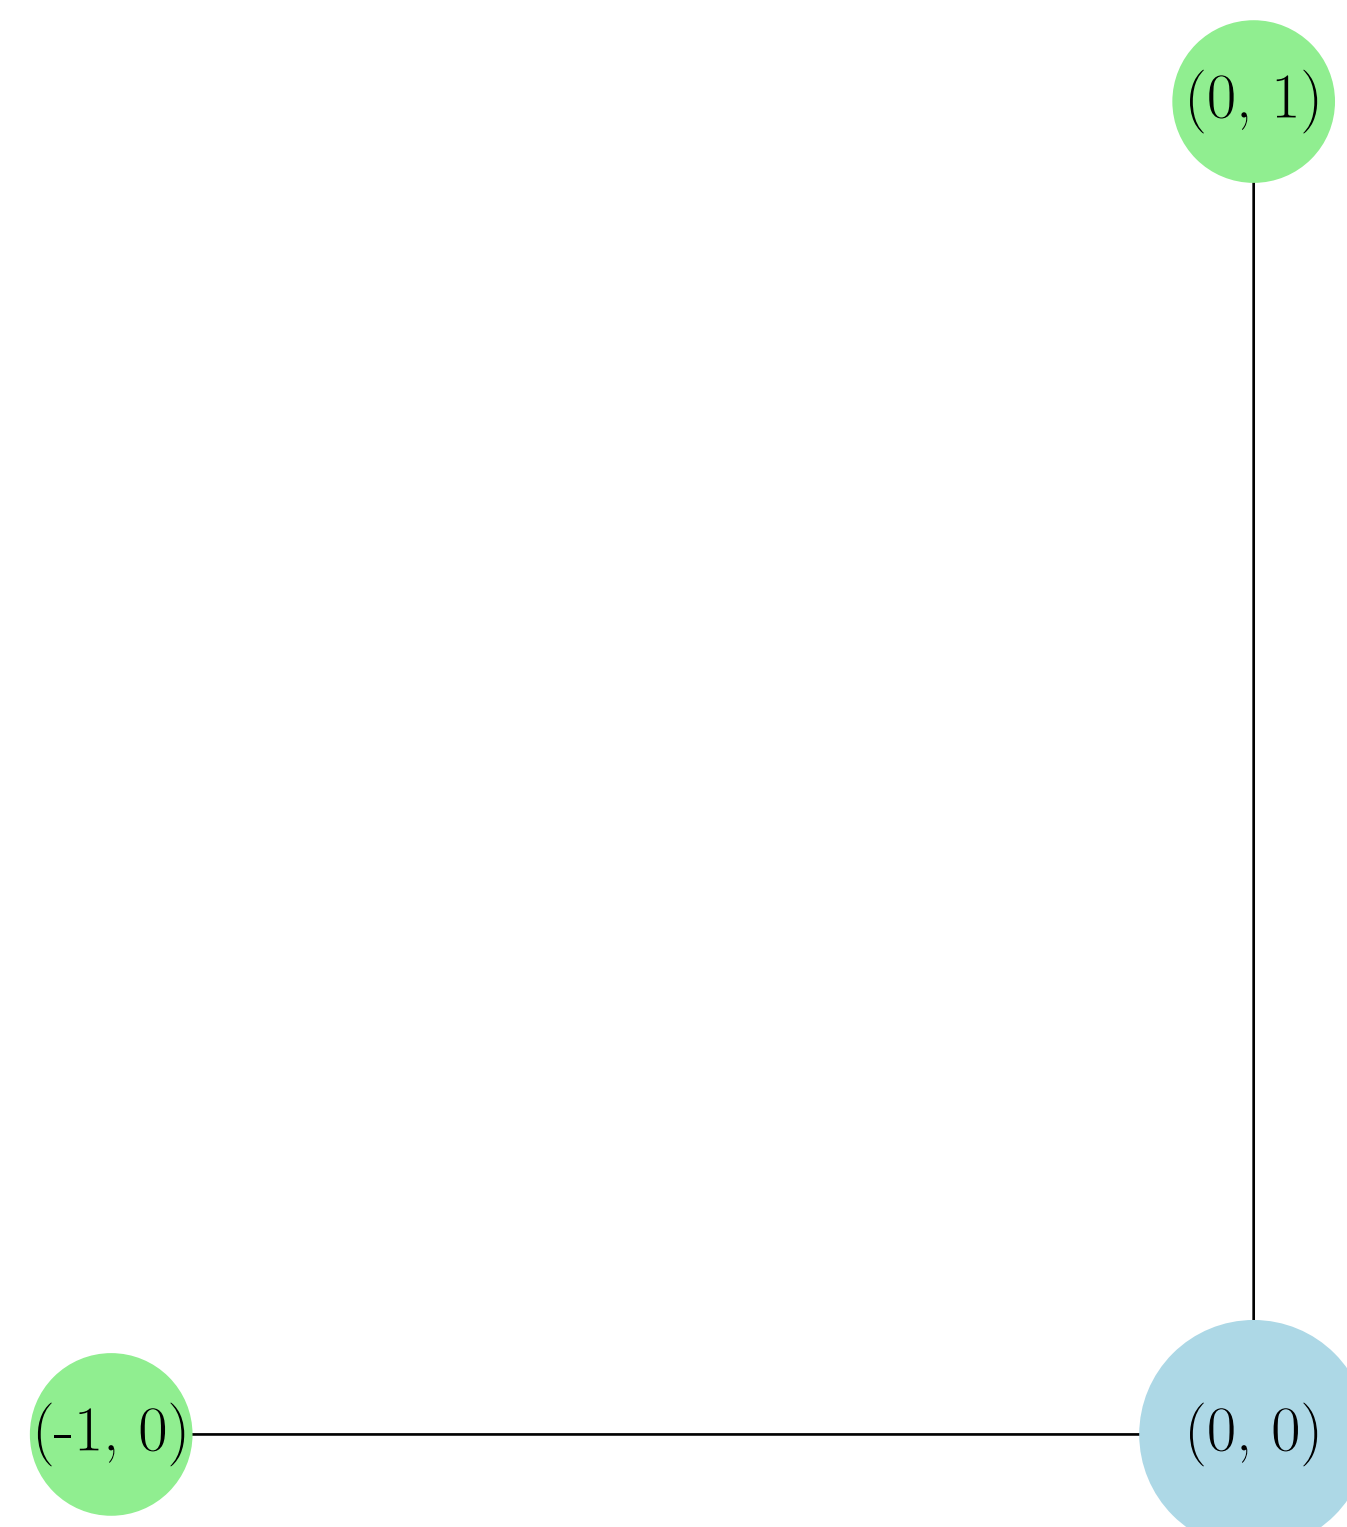 (0, 1)
(-1, 0)
(0, 0)